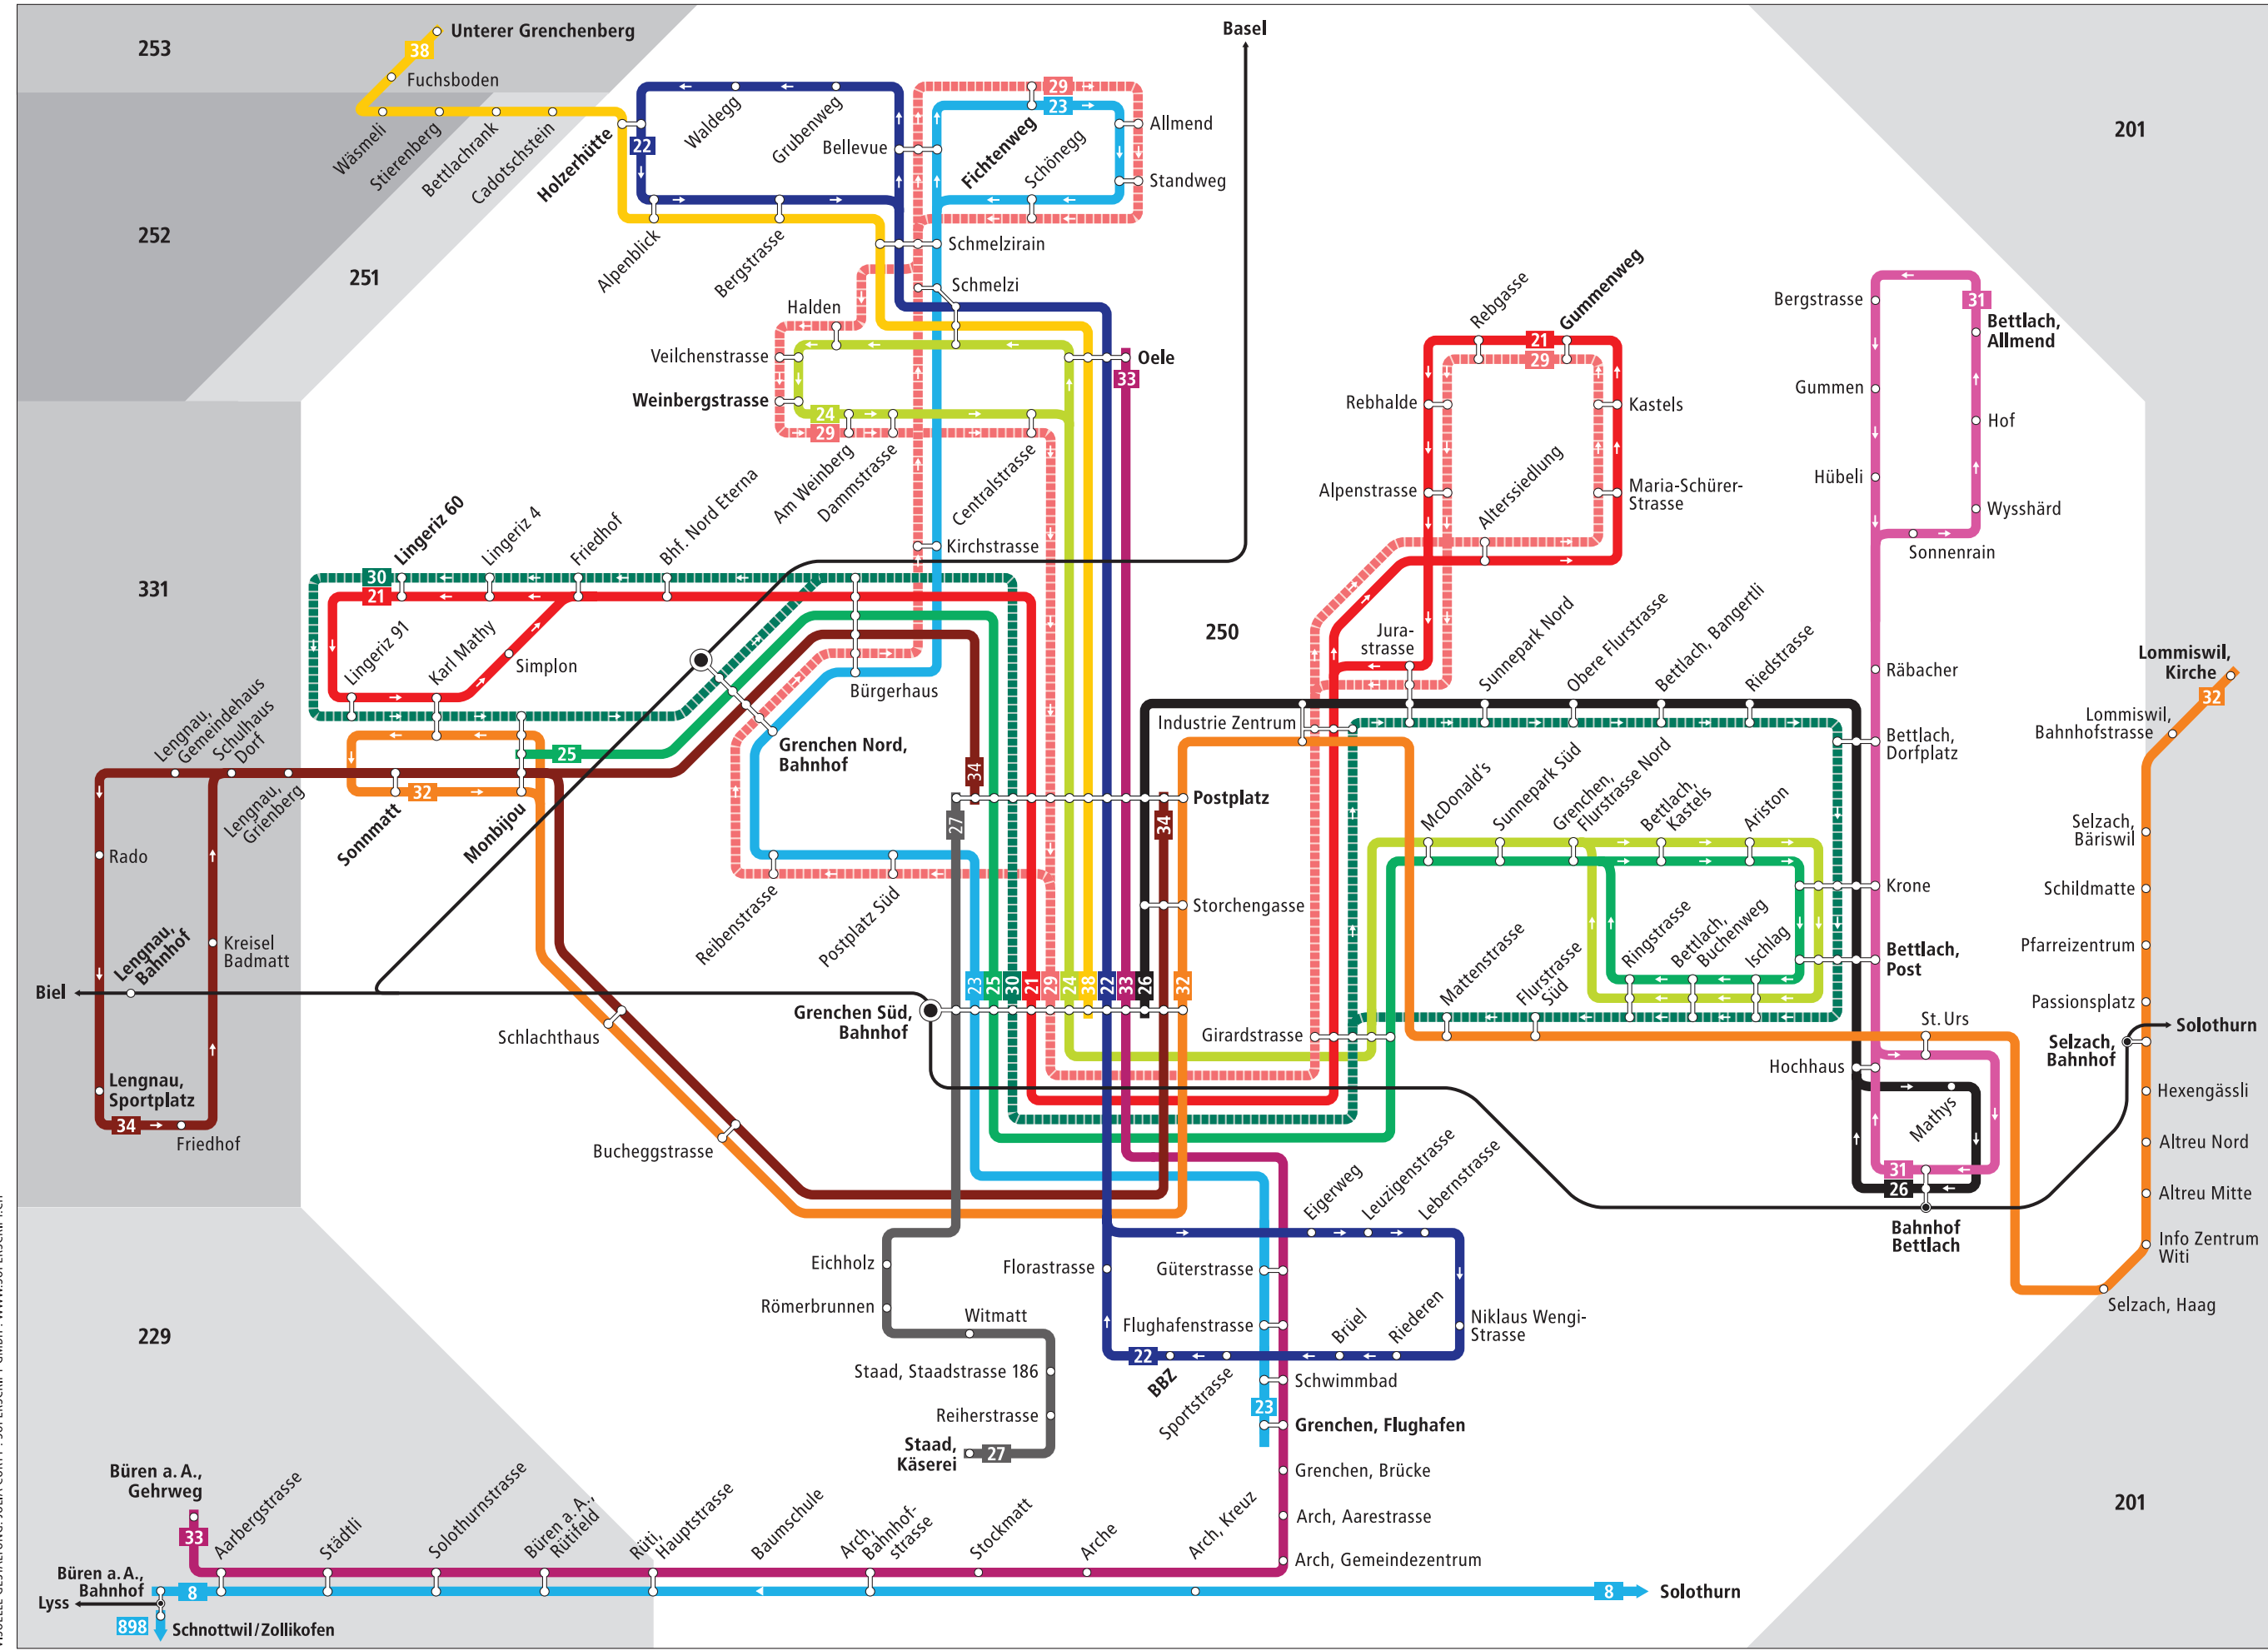 253
Unterer Grenchenberg
38
Fuchsboden
Wäsmeli
Stierenberg
Bettlachrank
Cadotschstein
Holzerhütte
252
251
22
Waldegg
Grubenweg
Bellevue
Alpenblick
Bergstrasse
Basel
29
23
Fichtenweg
Schönegg
Allmend
Standweg
Schmelzirain
Schmelzi
Halden
Veilchenstrasse
Weinbergstrasse
24
29
Am Weinberg
Dammstrasse
Centralstrasse
Oele
33
Kirchstrasse
201
Rebgasse
21
Gummenweg
29
Rebhalde
Kastels
Alpenstrasse
Alterssiedlung
Maria-Schürer-
Strasse
Jura-
strasse
Bergstrasse
31
Bettlach,
Allmend
Gummen
Hof
Hübeli
Wysshärd
Sonnenrain
Räbacher
Bettlach,
Dorfplatz
331
30
21
Lingeriz 60
Lingeriz 4
Friedhof
Bhf. Nord Eterna
Lingeriz 91
Karl Mathy
Simplon
Bürgerhaus
250
Grenchen Nord,
Bahnhof
25
Lengnau,
Gemeindehaus
Schulhaus
Dorf
Lengnau,
Grienberg
Sonnmatt
32
Monbijou
Rado
Lengnau,
Bahnhof
Kreisel
Badmatt
Biel
Lengnau,
Sportplatz
34
Friedhof
34
27
Postplatz
34
Reibenstrasse
Postplatz Süd
Storchengasse
23
25
30
21
29
24
38
22
33
26
32
Grenchen Süd,
Bahnhof
Schlachthaus
Bucheggstrasse
Industrie Zentrum
Sunnepark Nord
Obere Flurstrasse
Bettlach, Bangertli
Riedstrasse
McDonald's
Sunnepark Süd
Grenchen,
Flurstrasse Nord
Bettlach,
Kastels
Ariston
Krone
Bettlach,
Post
Mattenstrasse
Flurstrasse
Süd
Ringstrasse
Bettlach,
Buchenweg
Ischlag
Girardstrasse
St. Urs
Hochhaus
Mathys
31
26
Bahnhof
Bettlach
Lommiswil,
Kirche
32
Lommiswil,
Bahnhofstrasse
Selzach,
Bäriswil
Schildmatte
Pfarreizentrum
Passionsplatz
Solothurn
Selzach,
Bahnhof
Hexengässli
Altreu Nord
Altreu Mitte
Info Zentrum
Witi
Selzach, Haag
229
Eichholz
Römerbrunnen
Witmatt
Staad, Staadstrasse 186
Reiherstrasse
Staad,
Käserei
27
Florastrasse
Eigerweg
Leuzigenstrasse
Lebernstrasse
Güterstrasse
Flughafenstrasse
Brüel
Riederen
Niklaus Wengi-
Strasse
22
BBZ
Sportstrasse
Schwimmbad
23
Grenchen, Flughafen
Grenchen, Brücke
Arch, Aarestrasse
Arch, Gemeindezentrum
201
Büren a. A.,
Gehrweg
33
Aarbergstrasse
Städtli
Solothurnstrasse
Büren a. A.,
Rütifeld
Rüti,
Hauptstrasse
Baumschule
Arch,
Bahnhof-
strasse
Stockmatt
Arche
Arch, Kreuz
Büren a. A.,
Bahnhof
8
8
Solothurn
Lyss
898
Schnottwil/Zollikofen